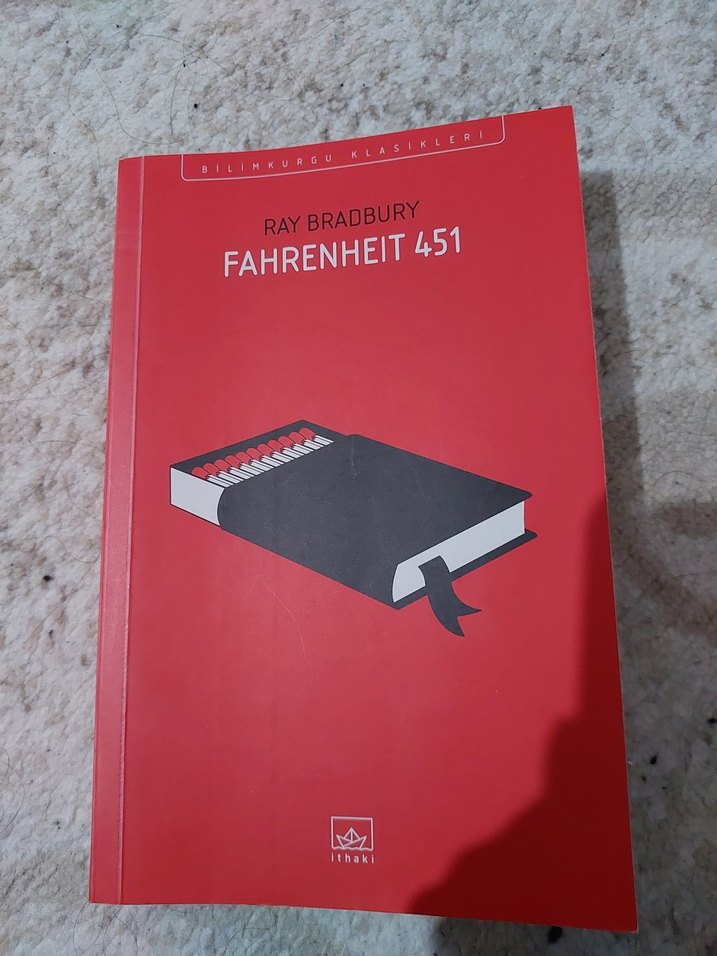 BİLİMKURGU KLASİKLERİ
RAY BRADBURY
FAHRENHEIT 451
ithaki